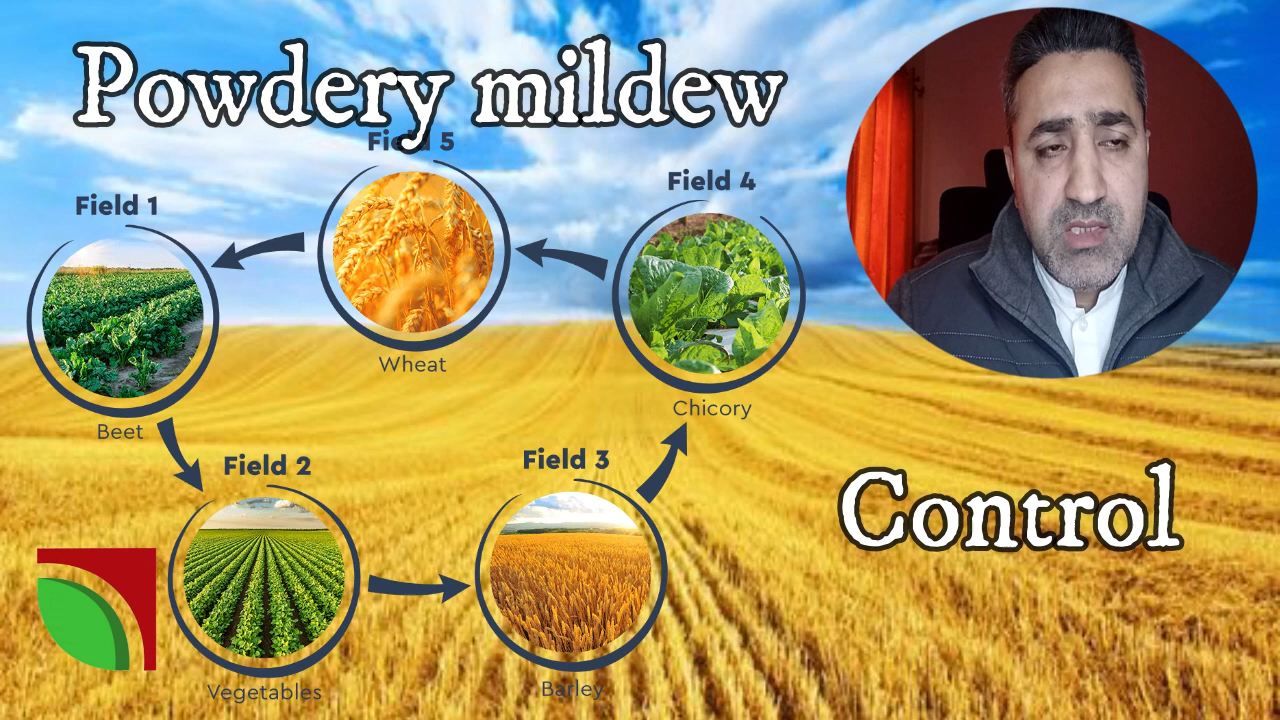 Powdery mildew
Field 5
Field 4
Field 1
Wheat
Chicory
Beet
Field 2
Field 3
Control
Vegetables
Barley